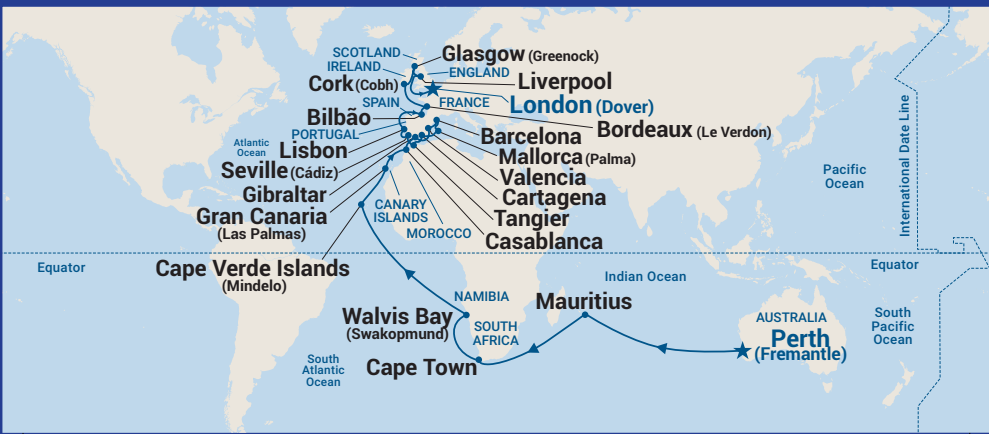 SCOTLAND
Glasgow (Greenock)
IRELAND
ENGLAND
Cork (Cobh)
Liverpool
SPAIN
FRANCE
London (Dover)
Bilbão
Bordeaux (Le Verdon)
PORTUGAL
Barcelona
Atlantic
Ocean
Lisbon
Mallorca (Palma)
Seville (Cádiz)
Valencia
Gibraltar
Cartagena
Gran Canaria
(Las Palmas)
CANARY
ISLANDS
Tangier
MOROCCO
Casablanca
Pacific
Ocean
International Date Line
Equator
Cape Verde Islands
(Mindelo)
Indian Ocean
Equator
NAMIBIA
Mauritius
Walvis Bay
(Swakopmund)
SOUTH
AFRICA
AUSTRALIA
Perth
(Fremantle)
South
Pacific
Ocean
South
Atlantic
Ocean
Cape Town